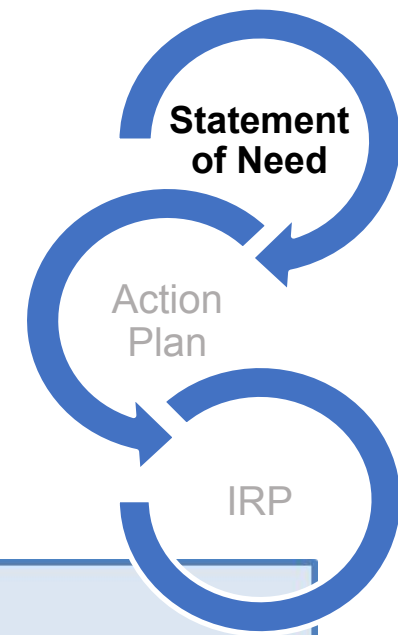 Statement
of Need
Action
Plan
IRP